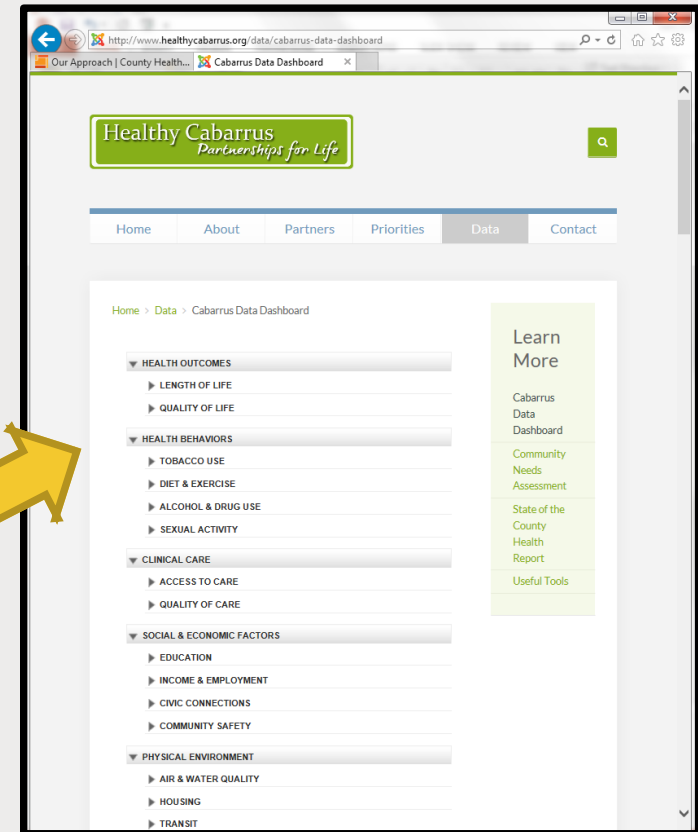 http://www.healthycabarrus.org/data/cabarrus-data-dashboard
Our Approach | County Health...
Cabarrus Data Dashboard
Healthy Cabarrus
Partnerships for Life
Home About Partners Priorities Data Contact
Home > Data > Cabarrus Data Dashboard
HEALTH OUTCOMES
LENGTH OF LIFE
QUALITY OF LIFE
HEALTH BEHAVIORS
TOBACCO USE
DIET & EXERCISE
ALCOHOL & DRUG USE
SEXUAL ACTIVITY
CLINICAL CARE
ACCESS TO CARE
QUALITY OF CARE
SOCIAL & ECONOMIC FACTORS
EDUCATION
INCOME & EMPLOYMENT
CIVIC CONNECTIONS
COMMUNITY SAFETY
PHYSICAL ENVIRONMENT
AIR & WATER QUALITY
HOUSING
TRANSIT
Learn
More
Cabarrus
Data
Dashboard
Community
Needs
Assessment
State of the
County
Health
Report
Useful Tools